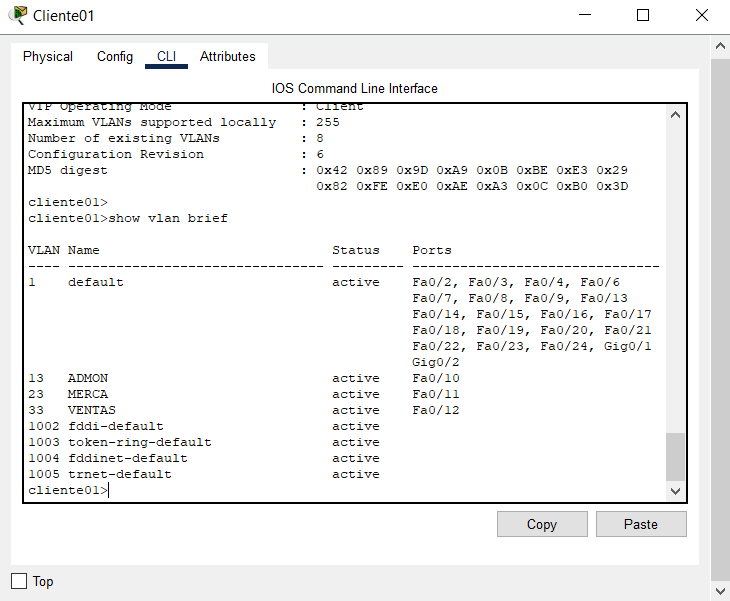 Cliente01
Physical Config CLI Attributes
IOS Command Line Interface
VTP Operating Mode : Client
Maximum VLANs supported locally : 255
Number of existing VLANs : 8
Configuration Revision : 6
MD5 digest : 0x42 0x89 0x9D 0xA9 0x0B 0xBE 0xE3 0x29
0x82 0xFE 0xE0 0xAE 0xA3 0x0C 0xB0 0x3D
cliente01>
cliente01>show vlan brief
VLAN Name Status Ports
---- -------------------------------- --------- -------------------------------
1 default active Fa0/2, Fa0/3, Fa0/4, Fa0/6
Fa0/7, Fa0/8, Fa0/9, Fa0/13
Fa0/14, Fa0/15, Fa0/16, Fa0/17
Fa0/18, Fa0/19, Fa0/20, Fa0/21
Fa0/22, Fa0/23, Fa0/24, Gig0/1
Gig0/2
13 ADMON active Fa0/10
23 MERCA active Fa0/11
33 VENTAS active Fa0/12
1002 fddi-default active
1003 token-ring-default active
1004 fddinet-default active
1005 trnet-default active
cliente01>
Copy Paste
Top